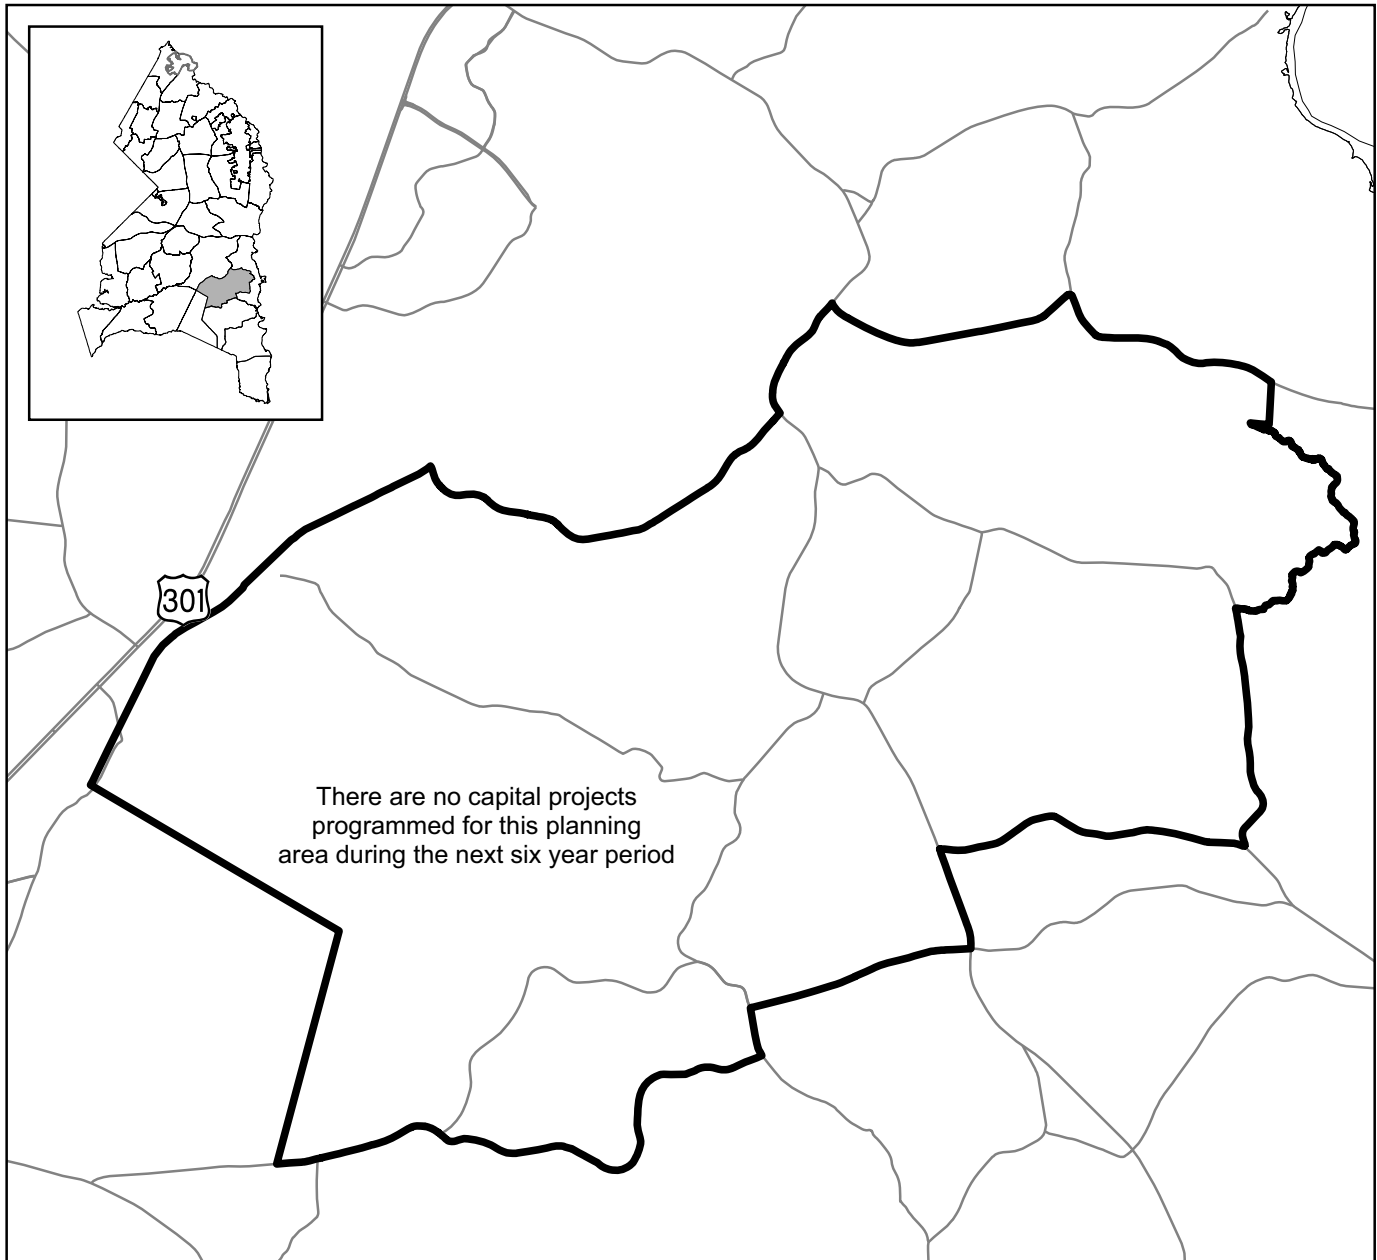 301
There are no capital projects
programmed for this planning
area during the next six year period